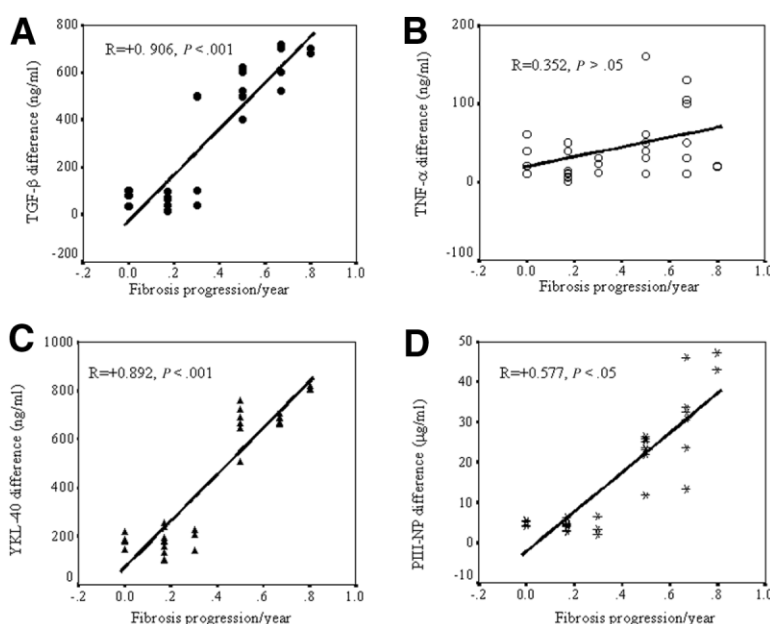 A
R=+0. 906, P < .001
TGF-β difference (ng/ml)
800
600
400
200
0
-200
-.2 0.0 .2 .4 .6 .8 1.0
Fibrosis progression/year
B
R=0.352, P > .05
TNF-α difference (ng/ml)
200
100
0
-100
-.2 0.0 .2 .4 .6 .8 1.0
Fibrosis progression/year
C
R=+0.892, P < .001
YKL-40 difference (ng/ml)
1000
800
600
400
200
0
-.2 0.0 .2 .4 .6 .8 1.0
Fibrosis progression/year
D
R=+0.577, P < .05
PIII-NP difference (µg/ml)
50
40
30
20
10
0
-10
-.2 0.0 .2 .4 .6 .8 1.0
Fibrosis progression/year